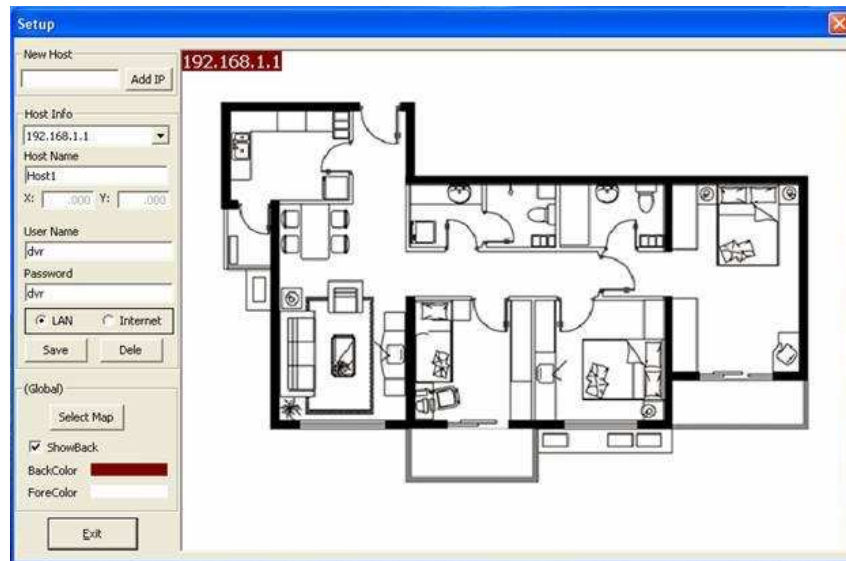 Setup
New Host
Add IP
Host Info
192.168.1.1
Host Name
Host1
X: .000 Y: .000
User Name
dvr
Password
dvr
LAN Internet
Save Dele
(Global)
Select Map
ShowBack
BackColor
ForeColor
Exit
192.168.1.1